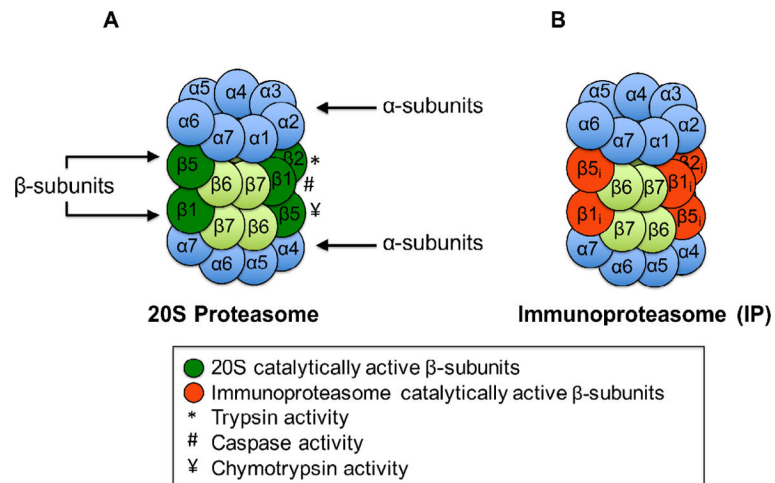 A
B
α5
α4
α3
α6
α2
α7
α1
β5
β2
*
β6
β7
β1
#
β1
β7
β6
β5
¥
α7
α4
α6
α5
α-subunits
β-subunits
α-subunits
20S Proteasome
α5
α4
α3
α6
α2
α7
α1
β5i
β2i
β6
β7
β1i
β1i
β7
β6
β5i
α7
α4
α6
α5
Immunoproteasome (IP)
20S catalytically active β-subunits
Immunoproteasome catalytically active β-subunits
* Trypsin activity
# Caspase activity
¥ Chymotrypsin activity